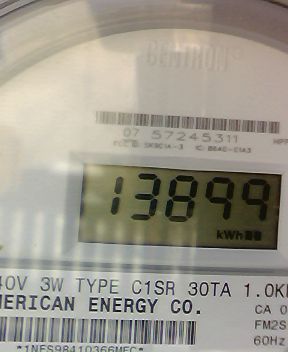 CENTRON®
07 57245311
13899
kWh
40V 3W TYPE C1SR 30TA 1.0K
MERICAN ENERGY CO.
CA 0
FM2S
60Hz
*1NFS98410366MEC*